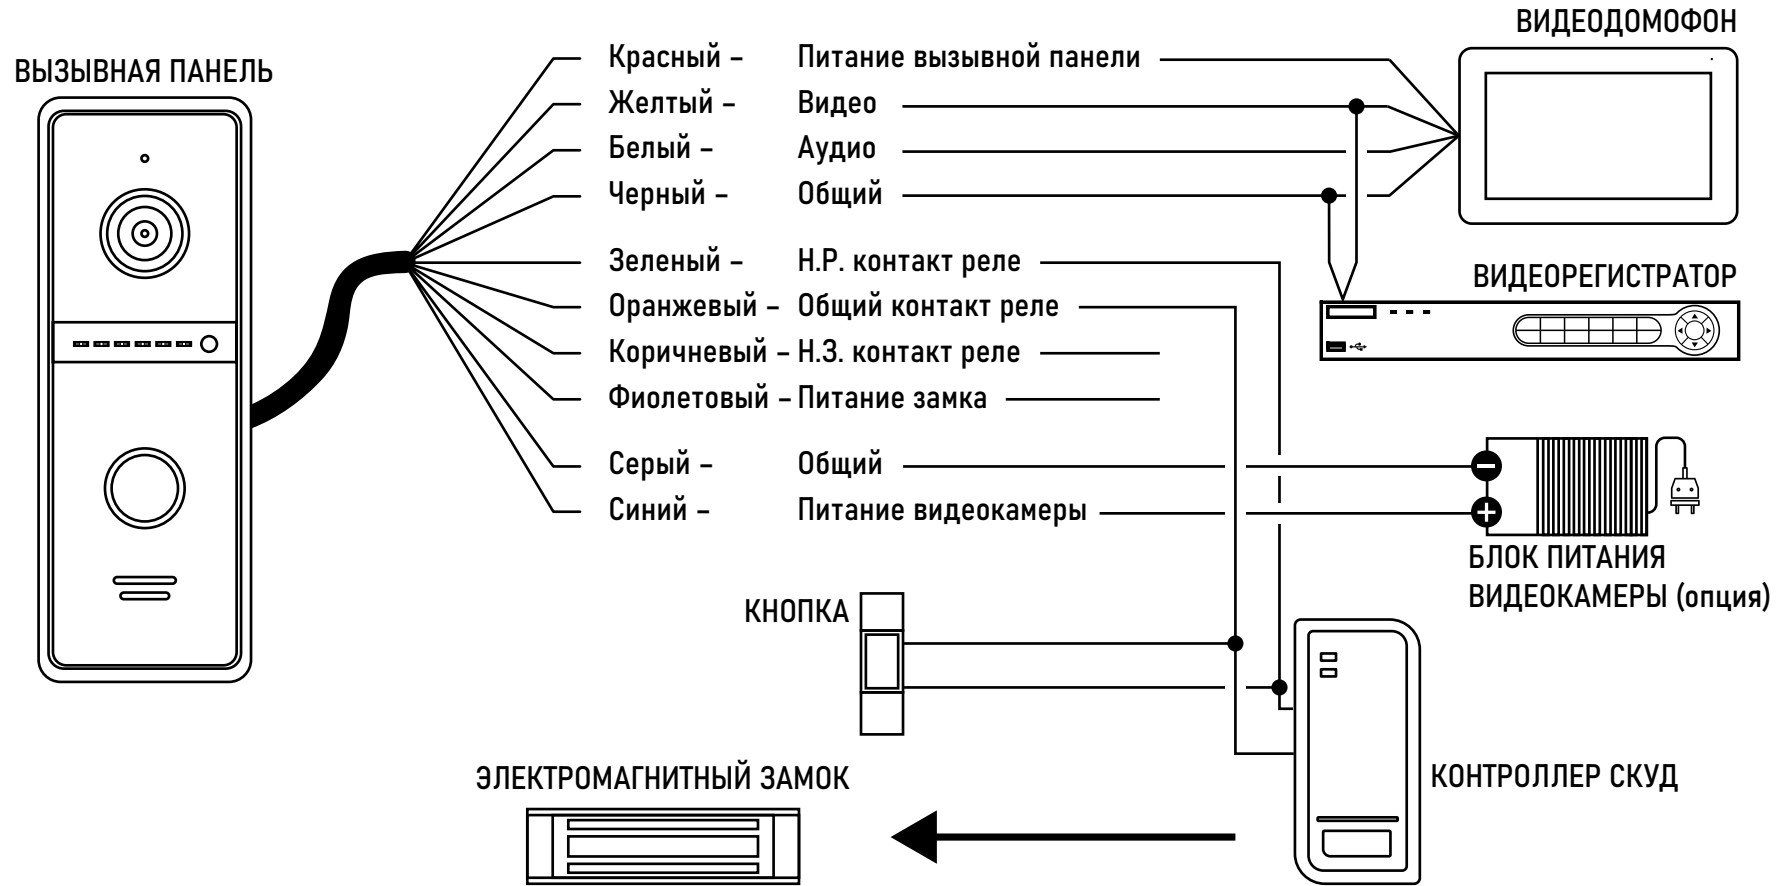 ВИДЕОДОМОФОН
ВЫЗЫВНАЯ ПАНЕЛЬ
Красный – Питание вызывной панели
Желтый – Видео
Белый – Аудио
Черный – Общий
Зеленый – Н.Р. контакт реле
ВИДЕОРЕГИСТРАТОР
Оранжевый – Общий контакт реле
Коричневый – Н.З. контакт реле
Фиолетовый – Питание замка
Серый – Общий
Синий – Питание видеокамеры
БЛОК ПИТАНИЯ
ВИДЕОКАМЕРЫ (опция)
КНОПКА
ЭЛЕКТРОМАГНИТНЫЙ ЗАМОК
КОНТРОЛЛЕР СКУД